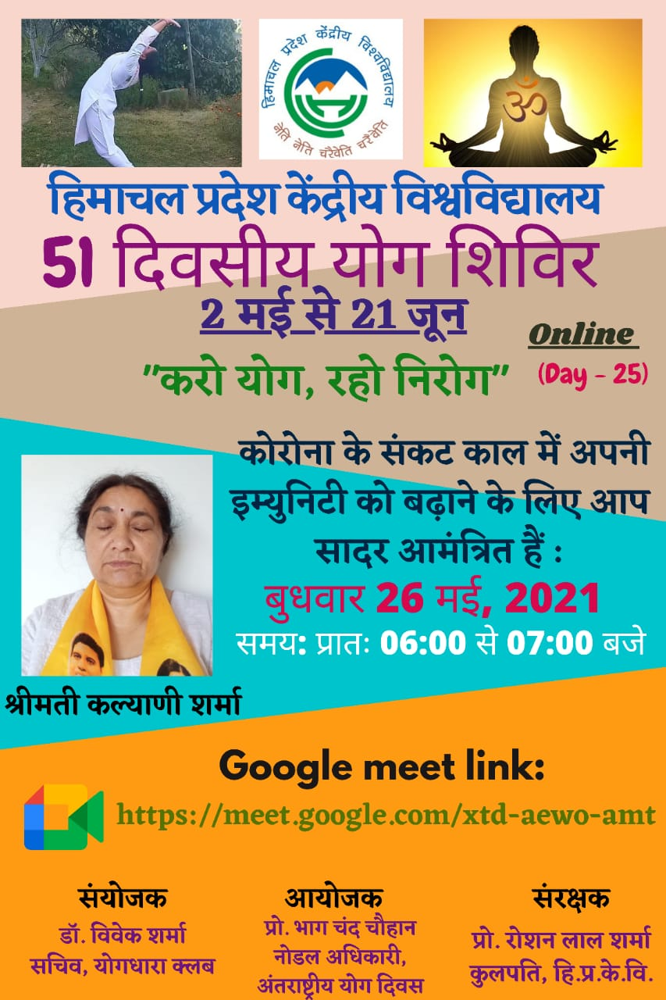 हिमाचल प्रदेश केंद्रीय विश्वविद्यालय
नेति नेति चरैवेति चरैवेति
ॐ
हिमाचल प्रदेश केंद्रीय विश्वविद्यालय
51 दिवसीय योग शिविर
2 मई से 21 जून
Online
"करो योग, रहो निरोग"
(Day - 25)
कोरोना के संकट काल में अपनी
इम्युनिटी को बढ़ाने के लिए आप
सादर आमंत्रित हैं :
बुधवार 26 मई, 2021
समय: प्रातः 06:00 से 07:00 बजे
श्रीमती कल्याणी शर्मा
Google meet link:
https://meet.google.com/xtd-aewo-amt
संयोजक
डॉ. विवेक शर्मा
सचिव, योगधारा क्लब
आयोजक
प्रो. भाग चंद चौहान
नोडल अधिकारी,
अंतराष्ट्रीय योग दिवस
संरक्षक
प्रो. रोशन लाल शर्मा
कुलपति, हि.प्र.के.वि.